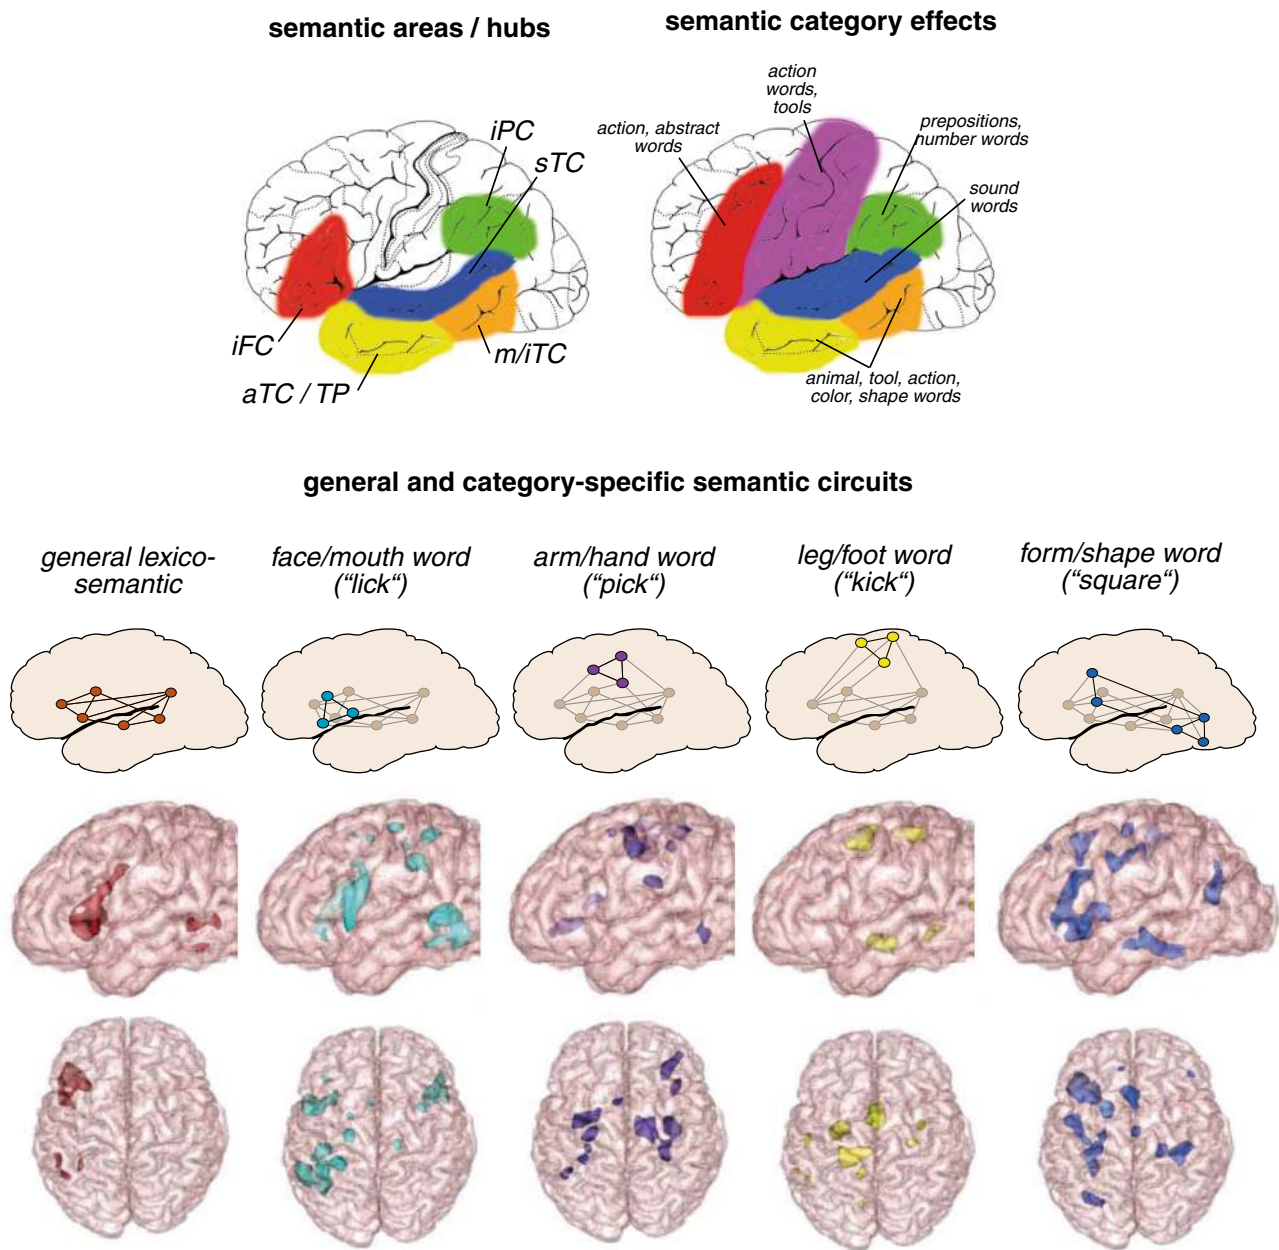 semantic areas / hubs
iPC
sTC
iFC
m/iTC
aTC / TP
semantic category effects
action
words,
tools
action, abstract
words
prepositions,
number words
sound
words
animal, tool, action,
color, shape words
general and category-specific semantic circuits
general lexico-
semantic
face/mouth word
(“lick“)
arm/hand word
(“pick“)
leg/foot word
(“kick“)
form/shape word
(“square“)